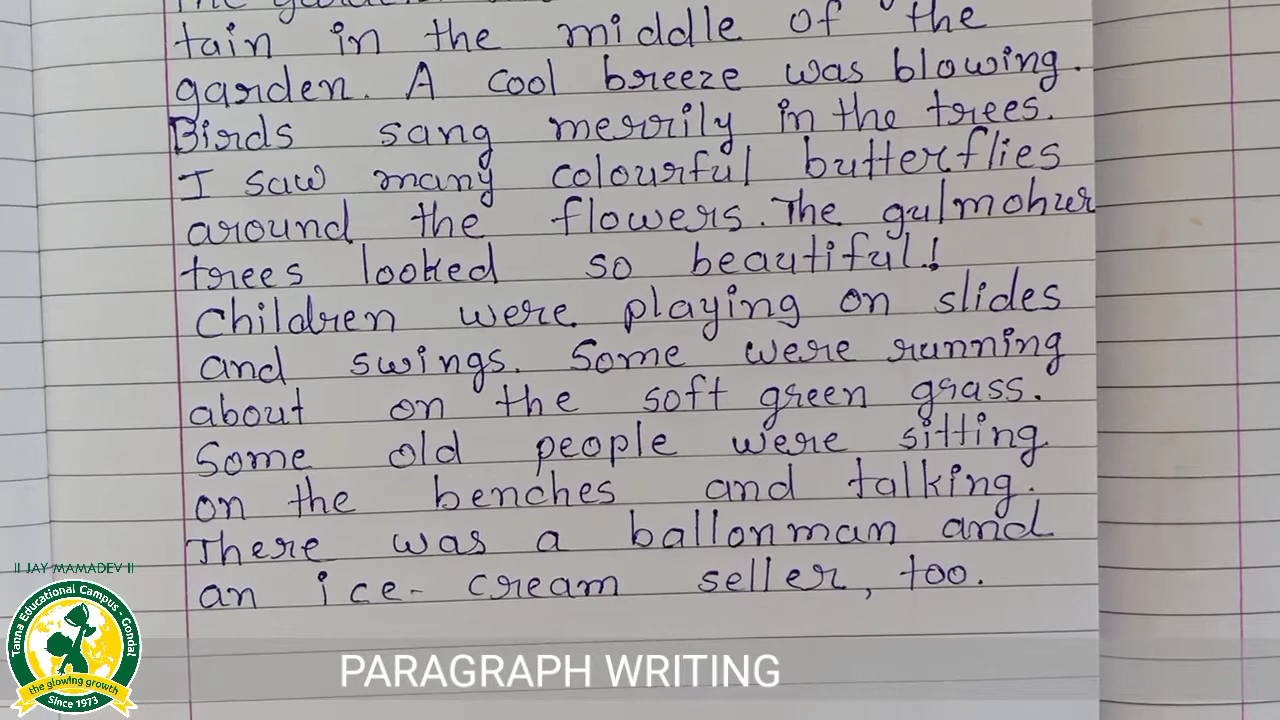 The
tain in the middle of the
garden. A cool breeze was blowing.
Birds sang merrily in the trees.
I saw many colourful butterflies
around the flowers. The gulmohur
trees looked so beautiful!
Children were playing on slides
and swings. Some were running
about on the soft green grass.
Some old people were sitting
on the benches and talking.
There was a ballonman and
an ice-cream seller, too.
|| JAY MAMADEV ||
Tanna Educational Campus - Gondal
the glowing growth
Since 1973
PARAGRAPH WRITING